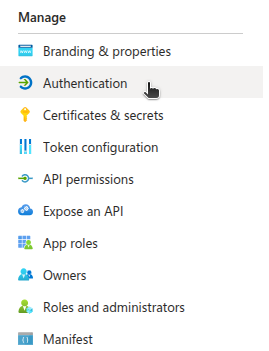 Manage
Branding & properties
Authentication
Certificates & secrets
Token configuration
API permissions
Expose an API
App roles
Owners
Roles and administrators
Manifest